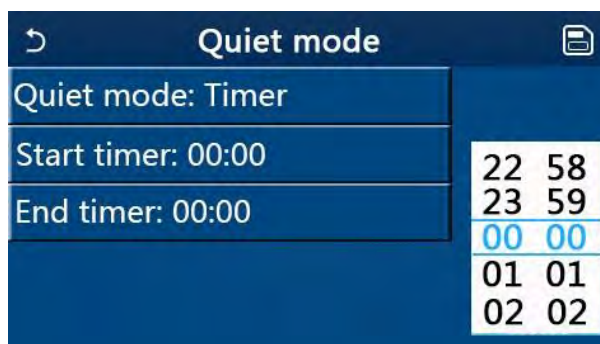 Quiet mode
Quiet mode: Timer
Start timer: 00:00
End timer: 00:00
22 58
23 59
00 00
01 01
02 02